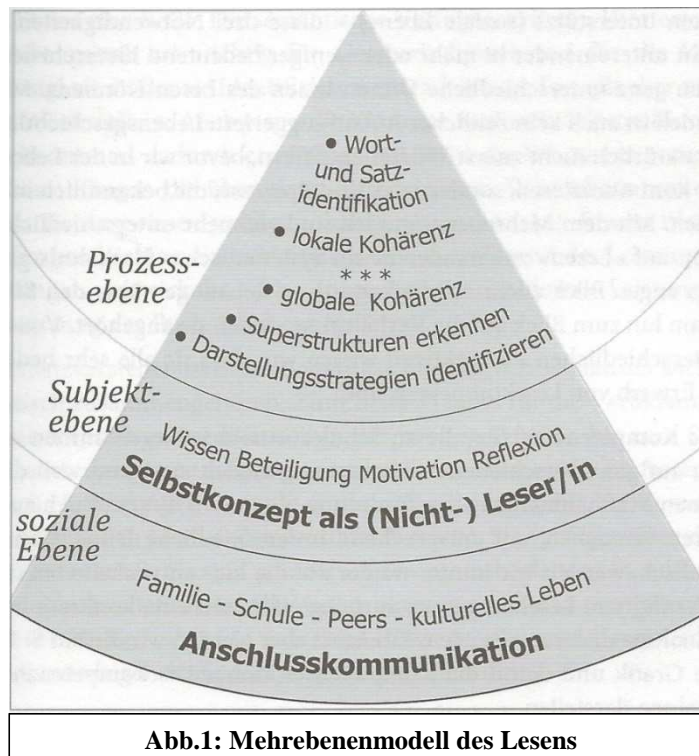 Prozess-
ebene
• Wort-
und Satz-
identifikation
• lokale Kohärenz
* * *
• globale Kohärenz
• Superstrukturen erkennen
• Darstellungsstrategien identifizieren
Subjekt-
ebene
Wissen Beteiligung Motivation Reflexion
Selbstkonzept als (Nicht-) Leser/in
soziale
Ebene
Familie - Schule - Peers - kulturelles Leben
Anschlusskommunikation
Abb.1: Mehrebenenmodell des Lesens